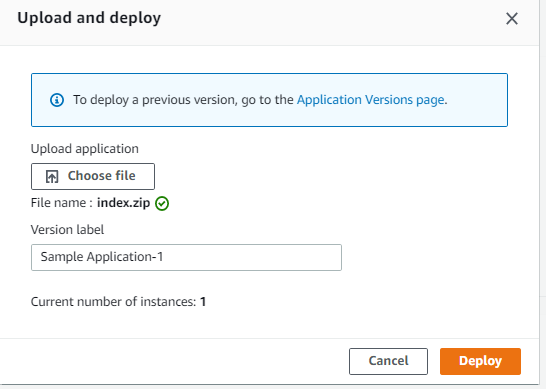 Upload and deploy
To deploy a previous version, go to the Application Versions page.
Upload application
Choose file
File name : index.zip
Version label
Sample Application-1
Current number of instances: 1
Cancel
Deploy